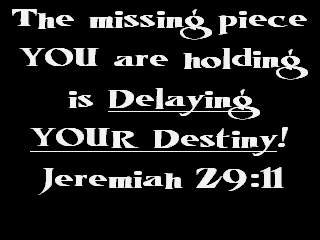 The missing piece
YOU are holding
is Delaying
YOUR Destiny!
Jeremiah 29:11